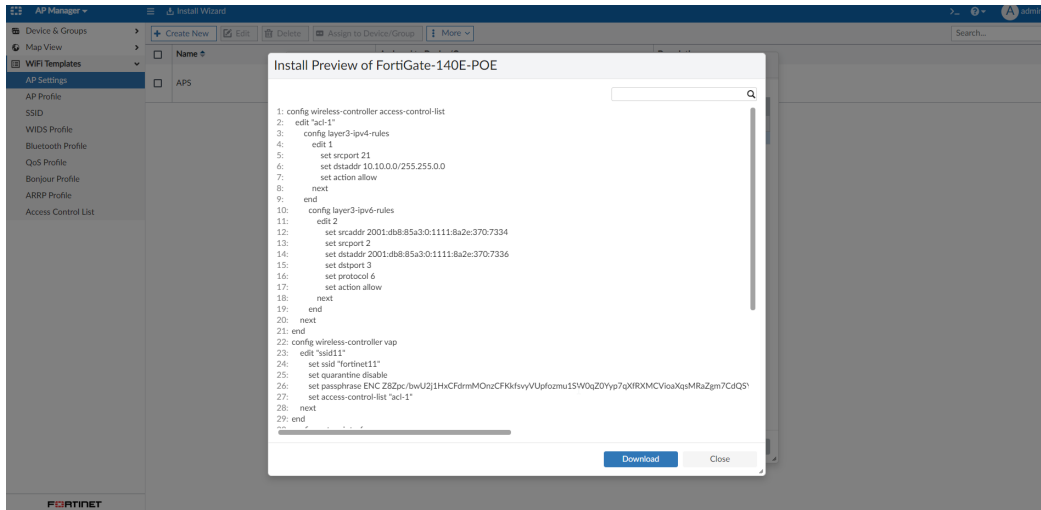 AP Manager
Install Wizard
admin
Device & Groups
Map View
WiFi Templates
AP Settings
AP Profile
SSID
WIDS Profile
Bluetooth Profile
QoS Profile
Bonjour Profile
ARRP Profile
Access Control List
FORTINET
+ Create New Edit Delete Assign to Device/Group More
Search...
Name
APS
Install Preview of FortiGate-140E-POE
1: config wireless-controller access-control-list
2: edit "acl-1"
3: config layer3-ipv4-rules
4: edit 1
5: set srcport 21
6: set dstaddr 10.10.0.0/255.255.0.0
7: set action allow
8: next
9: end
10: config layer3-ipv6-rules
11: edit 2
12: set srcaddr 2001:db8:85a3:0:1111:8a2e:370:7334
13: set srcport 2
14: set dstaddr 2001:db8:85a3:0:1111:8a2e:370:7336
15: set dstport 3
16: set protocol 6
17: set action allow
18: next
19: end
20: next
21: end
22: config wireless-controller vap
23: edit "ssid11"
24: set ssid "fortinet11"
25: set quarantine disable
26: set passphrase ENC Z8Zpc/bwU2j1HxCFdrmMOnzCFKkfsvyVUpfozmu1SW0qZ0Yyp7qXfRXMCVioaXqsMRaZgm7CdQS
27: set access-control-list "acl-1"
28: next
29: end
Download
Close